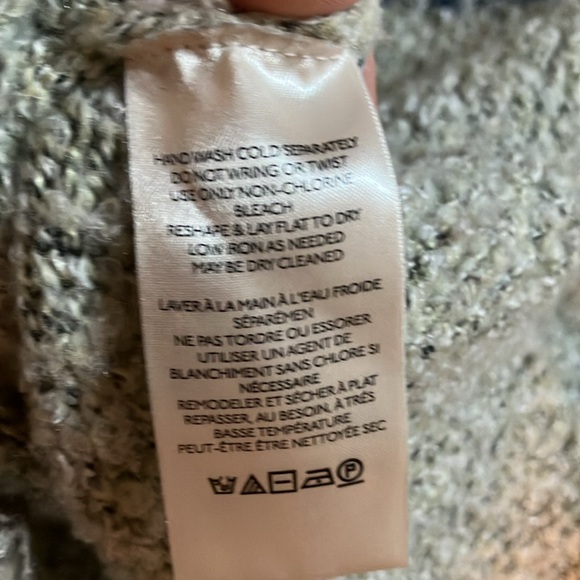 HAND WASH COLD SEPARATELY
DO NOT WRING OR TWIST
USE ONLY NON-CHLORINE
BLEACH
RESHAPE & LAY FLAT TO DRY
LOW IRON AS NEEDED
MAY BE DRY CLEANED
LAVER À LA MAIN À L'EAU FROIDE
SÉPARÉMEN
NE PAS TORDRE OU ESSORER
UTILISER UN AGENT DE
BLANCHIMENT SANS CHLORE SI
NÉCESSAIRE
REMODELER ET SÉCHER À PLAT
REPASSER, AU BESOIN, À TRÉS
BASSE TEMPÉRATURE
PEUT-ÊTRE ÊTRE NETTOYÉE SEC
P